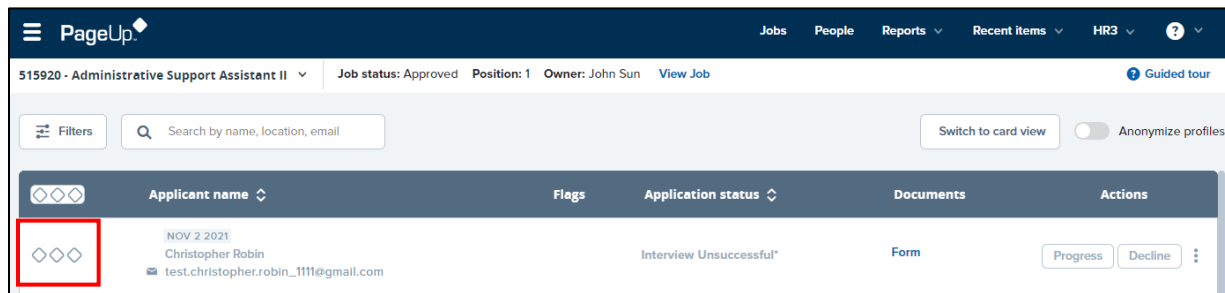 PageUp
Jobs People Reports Recent items HR3 ?
515920 - Administrative Support Assistant II Job status: Approved Position: 1 Owner: John Sun View Job ? Guided tour
Filters Search by name, location, email Switch to card view Anonymize profiles
Applicant name Flags Application status Documents Actions
NOV 2 2021
Christopher Robin Interview Unsuccessful* Form Progress Decline
test.christopher.robin_1111@gmail.com